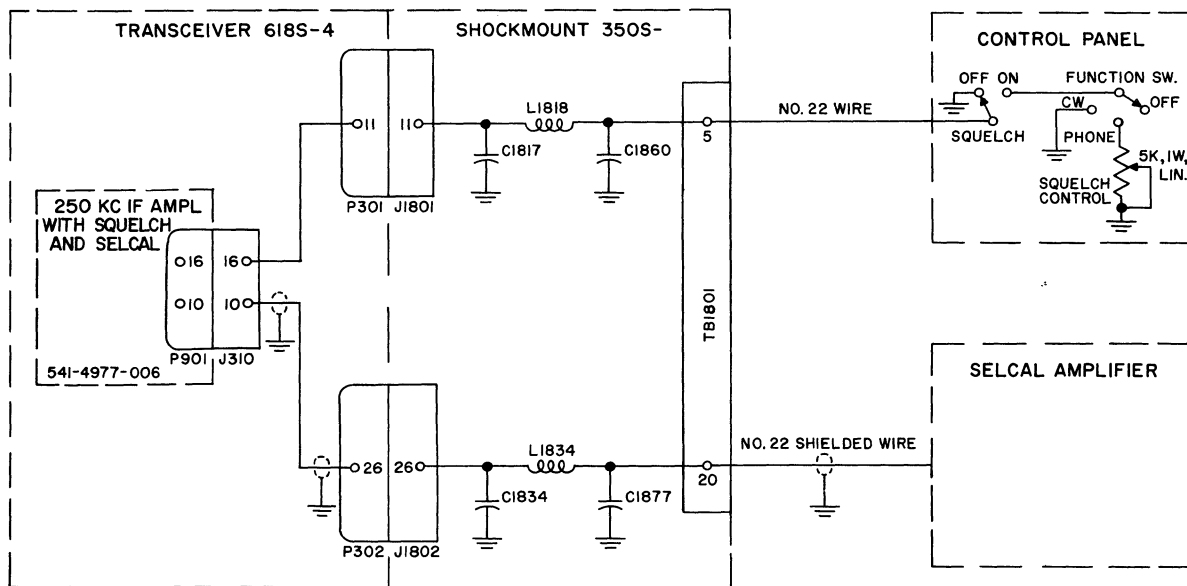 TRANSCEIVER 618S-4
SHOCKMOUNT 350S-
CONTROL PANEL
OFF ON
FUNCTION SW.
CW
OFF
SQUELCH
PHONE
5K, 1W,
LIN.
SQUELCH
CONTROL
NO. 22 WIRE
L1818
11
11
5
C1817
C1860
P301 J1801
250 KC IF AMPL
WITH SQUELCH
AND SELCAL
16
16
10
10
P901 J310
541-4977-006
TB1801
SELCAL AMPLIFIER
L1834
NO. 22 SHIELDED WIRE
26
26
20
C1834
C1877
P302 J1802